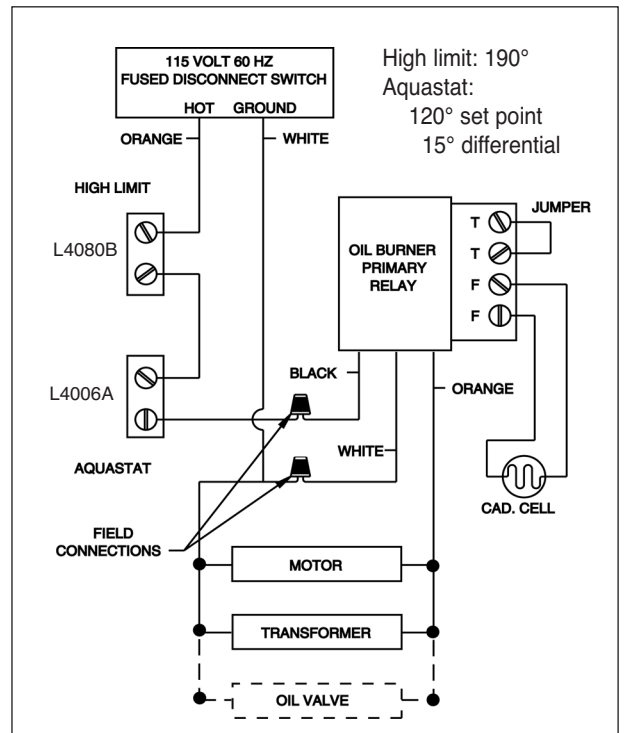 115 VOLT 60 HZ
FUSED DISCONNECT SWITCH
HOT GROUND
High limit: 190°
Aquastat:
120° set point
15° differential
ORANGE
WHITE
HIGH LIMIT
L4080B
OIL BURNER
PRIMARY
RELAY
T
T
F
F
JUMPER
L4006A
BLACK
ORANGE
WHITE
AQUASTAT
CAD. CELL
FIELD
CONNECTIONS
MOTOR
TRANSFORMER
OIL VALVE